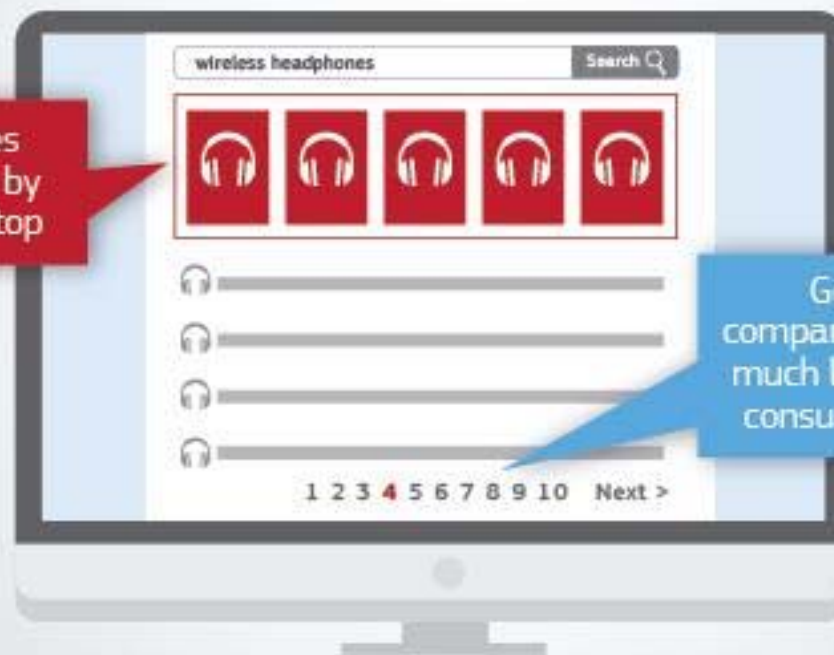 wireless headphones
Search
by
top
compar
much
consu
1 2 3 4 5 6 7 8 9 10 Next >